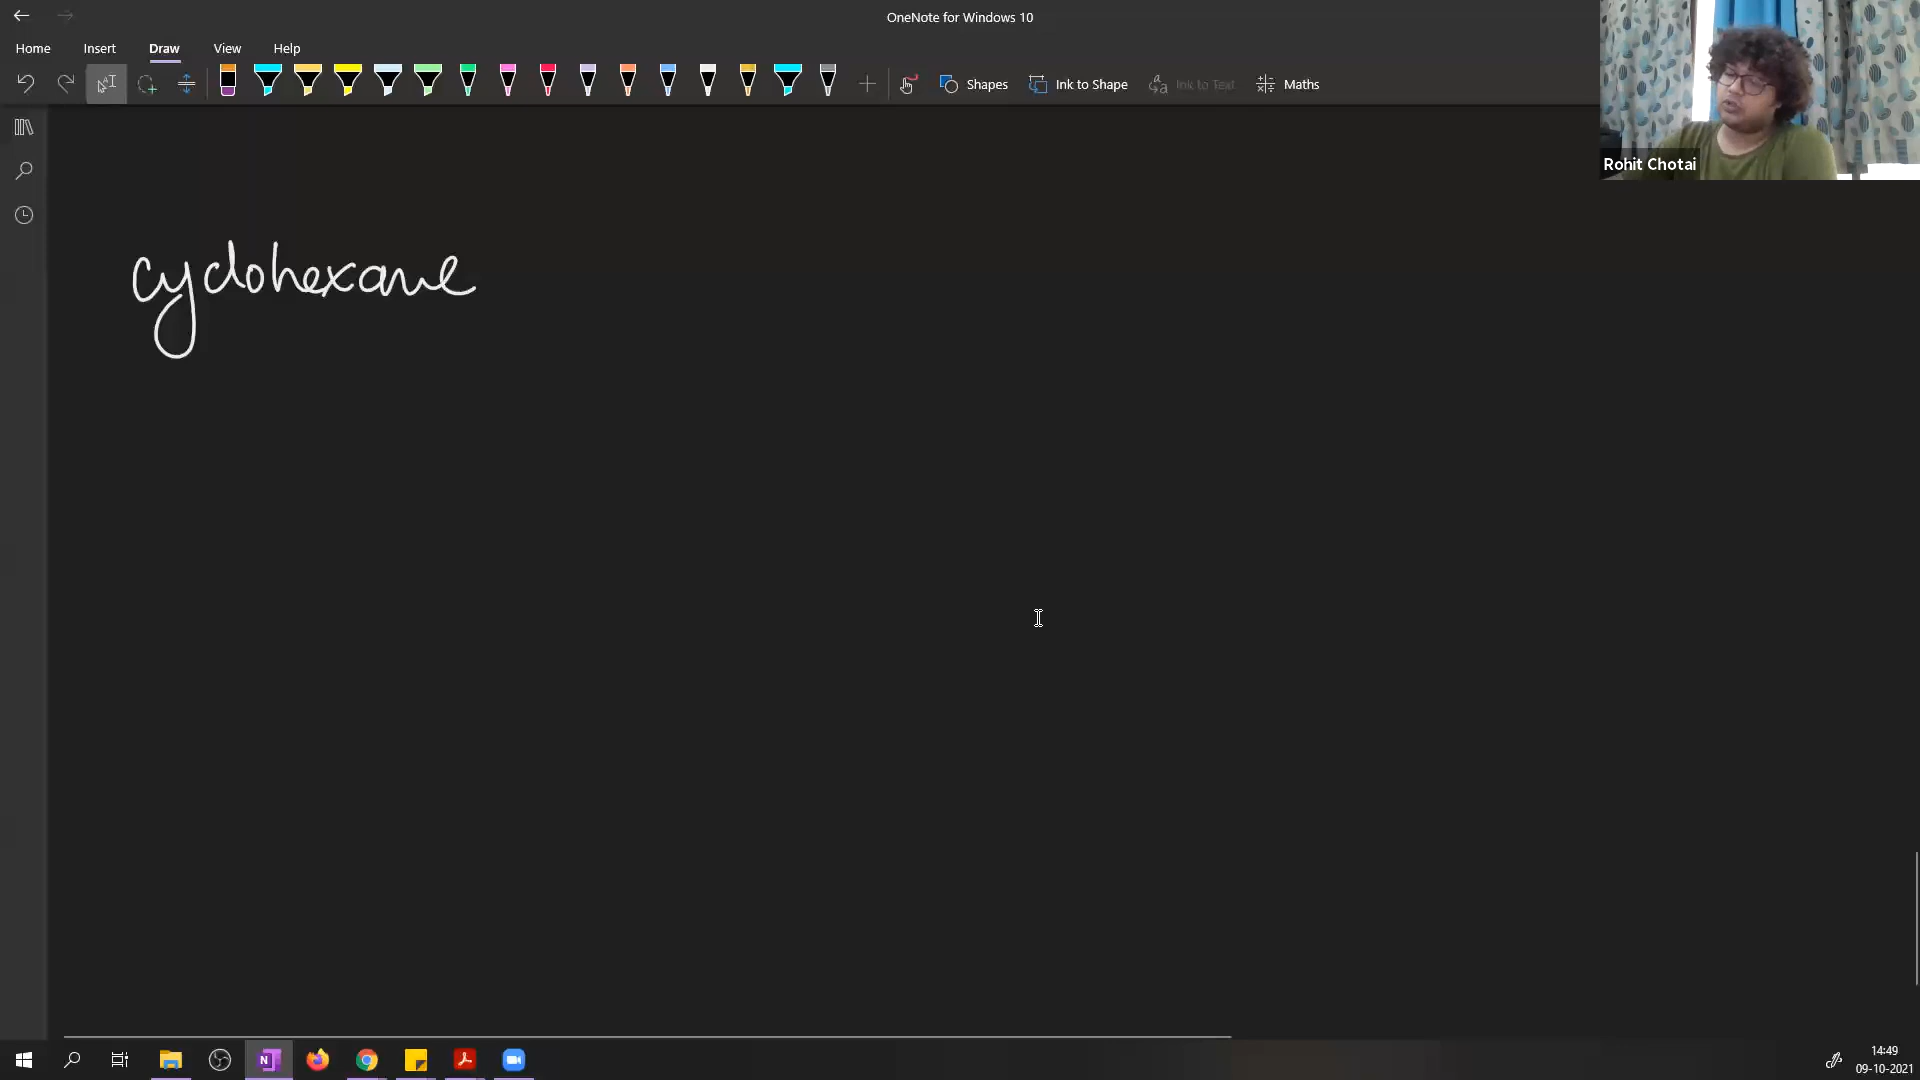 OneNote for Windows 10
Home Insert Draw View Help
Shapes Ink to Shape Ink to Text Maths
Rohit Chotai
cyclohexane
14:49
09-10-2021